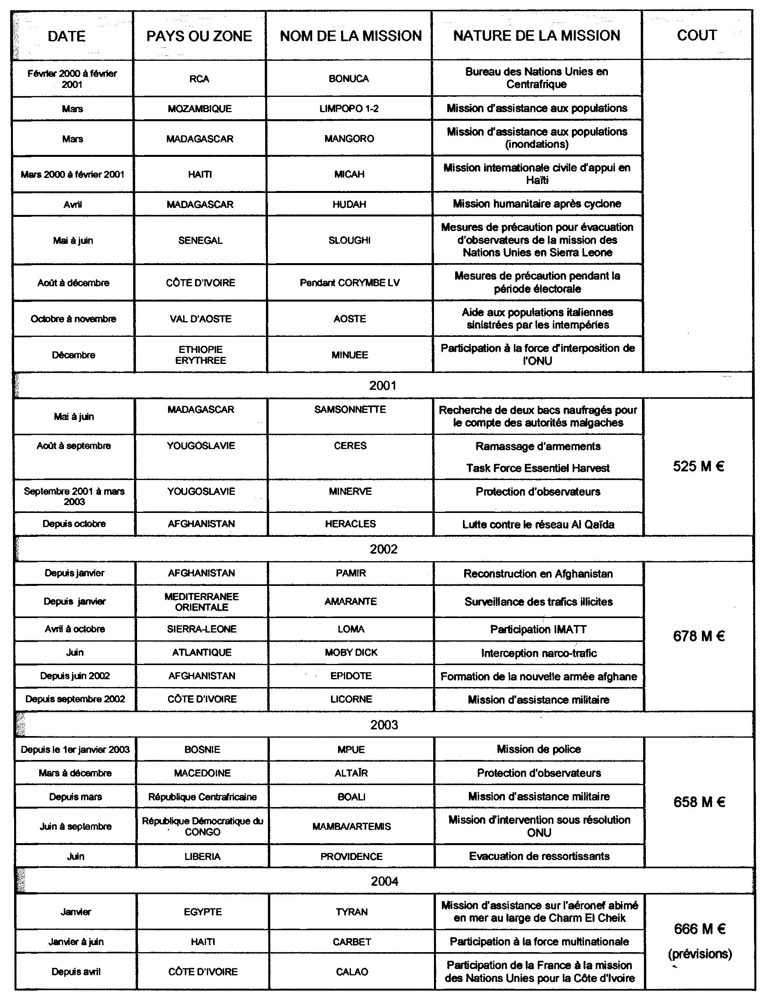 DATE
PAYS OU ZONE
NOM DE LA MISSION
NATURE DE LA MISSION
COUT
Février 2000 à février
2001
RCA
BONUCA
Bureau des Nations Unies en
Centrafrique
Mars
MOZAMBIQUE
LIMPOPO 1-2
Mission d'assistance aux populations
Mars
MADAGASCAR
MANGORO
Mission d'assistance aux populations
(inondations)
Mars 2000 à février 2001
HAITI
MICAH
Mission internationale civile d'appui en
Haïti
Avril
MADAGASCAR
HUDAH
Mission humanitaire après cyclone
Mai à juin
SENEGAL
SLOUGHI
Mesures de précaution pour évacuation
d'observateurs de la mission des
Nations Unies en Sierra Leone
Août à décembre
CÔTE D'IVOIRE
Pendant CORYMBE LV
Mesures de précaution pendant la
période électorale
Octobre à novembre
VAL D'AOSTE
AOSTE
Aide aux populations italiennes
sinistrées par les intempéries
Décembre
ETHIOPIE
ERYTHREE
MINUEE
Participation à la force d'interposition de
l'ONU
2001
Mai à juin
MADAGASCAR
SAMSONNETTE
Recherche de deux bacs naufragés pour
le compte des autorités malgaches
Août à septembre
YOUGOSLAVIE
CERES
Ramassage d'armements
Task Force Essentiel Harvest
525 M €
Septembre 2001 à mars
2003
YOUGOSLAVIE
MINERVE
Protection d'observateurs
Depuis octobre
AFGHANISTAN
HERACLES
Lutte contre le réseau Al Qaïda
2002
Depuis janvier
AFGHANISTAN
PAMIR
Reconstruction en Afghanistan
Depuis janvier
MEDITERRANEE
ORIENTALE
AMARANTE
Surveillance des trafics illicites
Avril à octobre
SIERRA-LEONE
LOMA
Participation IMATT
678 M €
Juin
ATLANTIQUE
MOBY DICK
Interception narco-trafic
Depuis juin 2002
AFGHANISTAN
EPIDOTE
Formation de la nouvelle armée afghane
Depuis septembre 2002
CÔTE D'IVOIRE
LICORNE
Mission d'assistance militaire
2003
Depuis le 1er janvier 2003
BOSNIE
MPUE
Mission de police
Mars à décembre
MACEDOINE
ALTAÏR
Protection d'observateurs
Depuis mars
République Centrafricaine
BOALI
Mission d'assistance militaire
658 M €
Juin à septembre
République Démocratique du
CONGO
MAMBA/ARTEMIS
Mission d'intervention sous résolution
ONU
Juin
LIBERIA
PROVIDENCE
Evacuation de ressortissants
2004
Janvier
EGYPTE
TYRAN
Mission d'assistance sur l'aéronef abimé
en mer au large de Charm El Cheik
666 M €
(prévisions)
Janvier à juin
HAITI
CARBET
Participation à la force multinationale
Depuis avril
CÔTE D'IVOIRE
CALAO
Participation de la France à la mission
des Nations Unies pour la Côte d'Ivoire